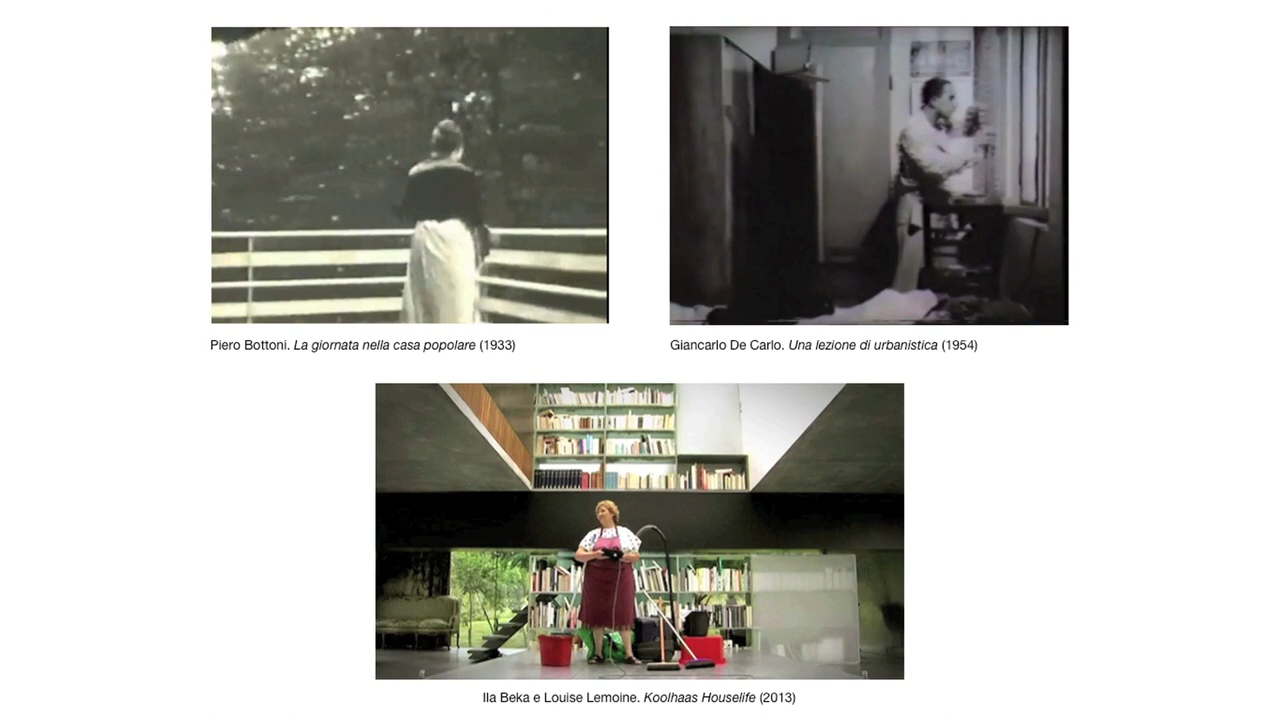 Piero Bottoni. La giornata nella casa popolare (1933)
Giancarlo De Carlo. Una lezione di urbanistica (1954)
Ila Beka e Louise Lemoine. Koolhaas Houselife (2013)